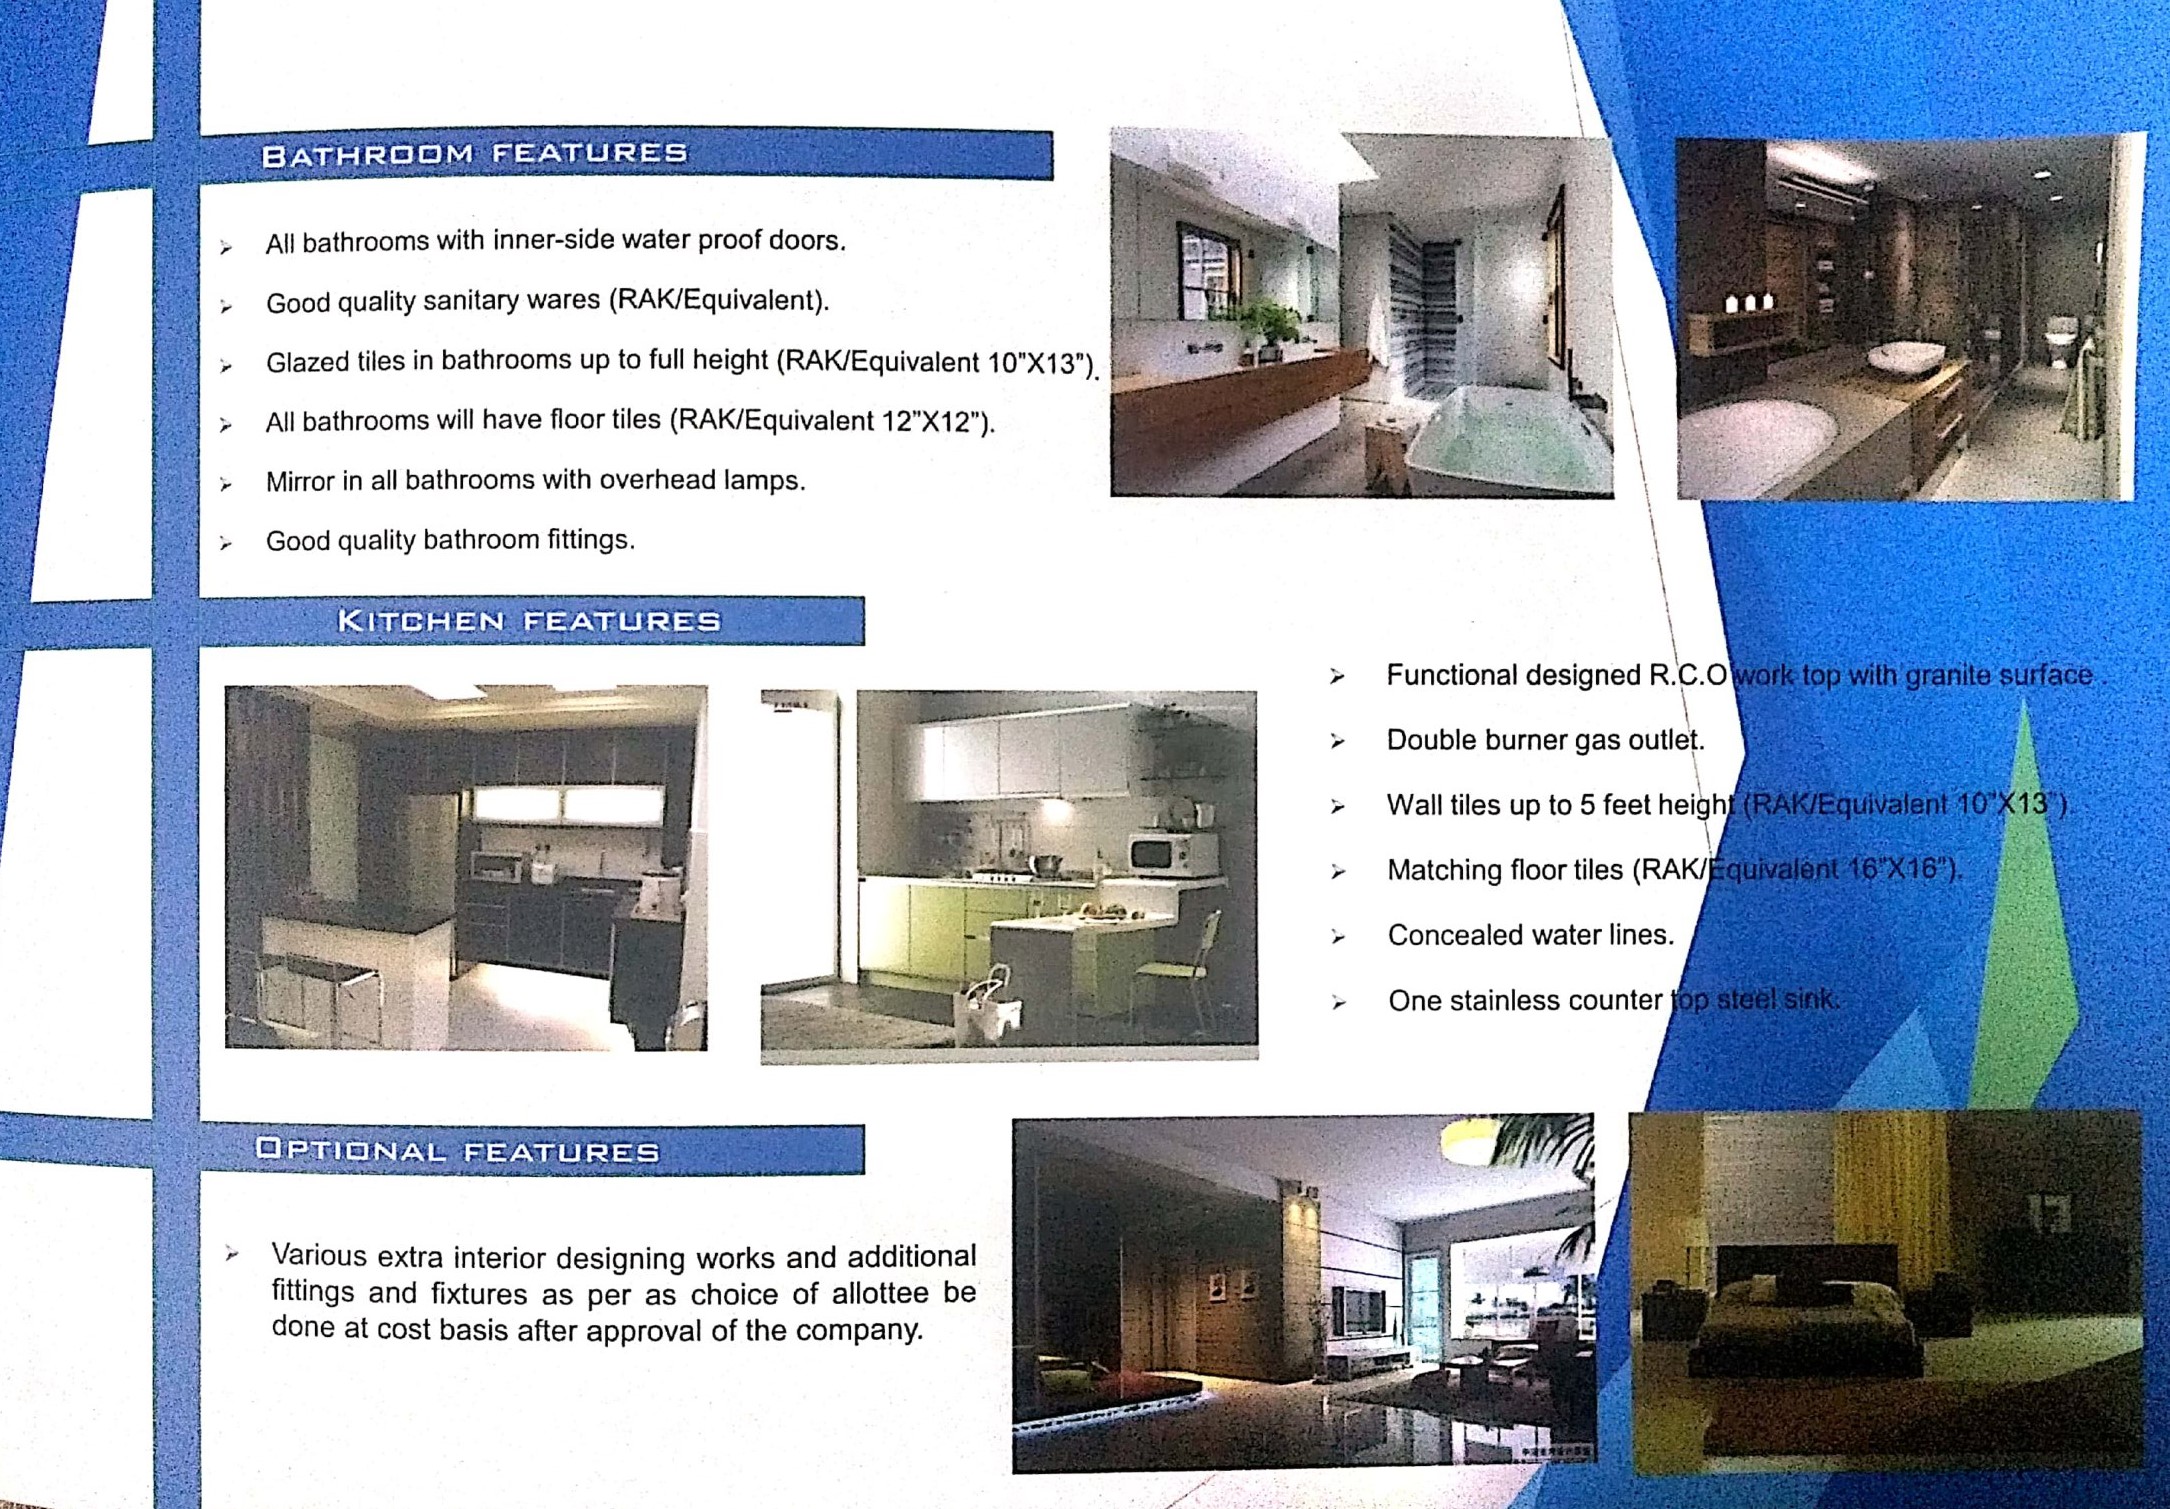 BATHROOM FEATURES
➢ All bathrooms with inner-side water proof doors.
➢ Good quality sanitary wares (RAK/Equivalent).
➢ Glazed tiles in bathrooms up to full height (RAK/Equivalent 10"X13").
➢ All bathrooms will have floor tiles (RAK/Equivalent 12"X12").
➢ Mirror in all bathrooms with overhead lamps.
➢ Good quality bathroom fittings.
KITCHEN FEATURES
➢ Functional designed R.C.O work top with granite surface .
➢ Double burner gas outlet.
➢ Wall tiles up to 5 feet height (RAK/Equivalent 10"X13").
➢ Matching floor tiles (RAK/Equivalent 16"X16").
➢ Concealed water lines.
➢ One stainless counter top steel sink.
OPTIONAL FEATURES
➢ Various extra interior designing works and additional
fittings and fixtures as per as choice of allottee be
done at cost basis after approval of the company.